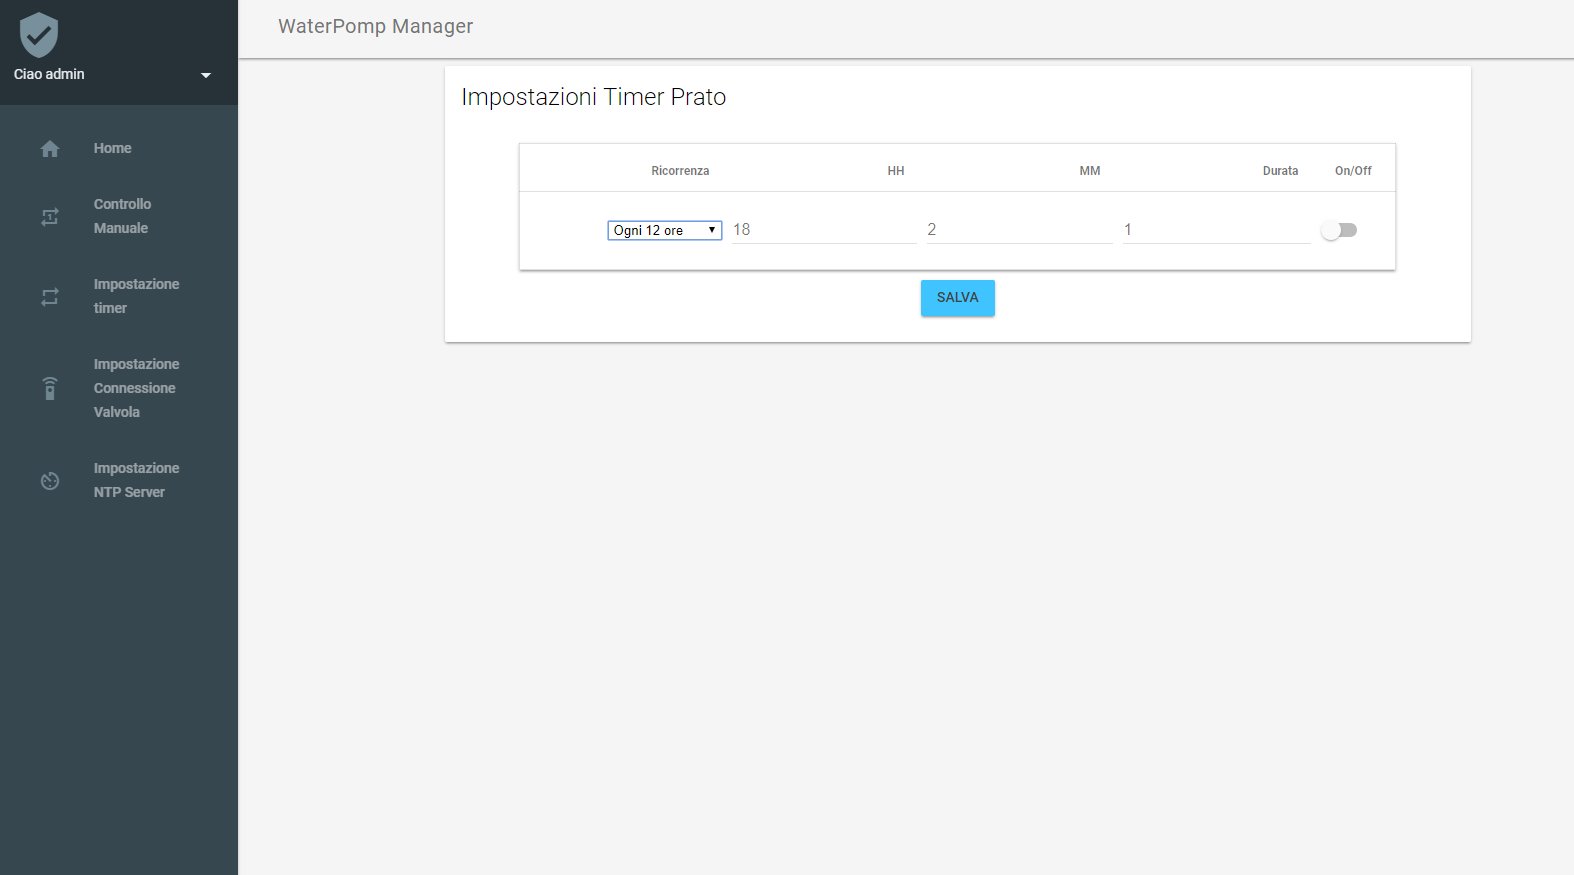 WaterPomp Manager
Ciao admin
Home
Controllo
Manuale
Impostazione
timer
Impostazione
Connessione
Valvola
Impostazione
NTP Server
Impostazioni Timer Prato
Ricorrenza HH MM Durata On/Off
Ogni 12 ore 18 2 1
SALVA